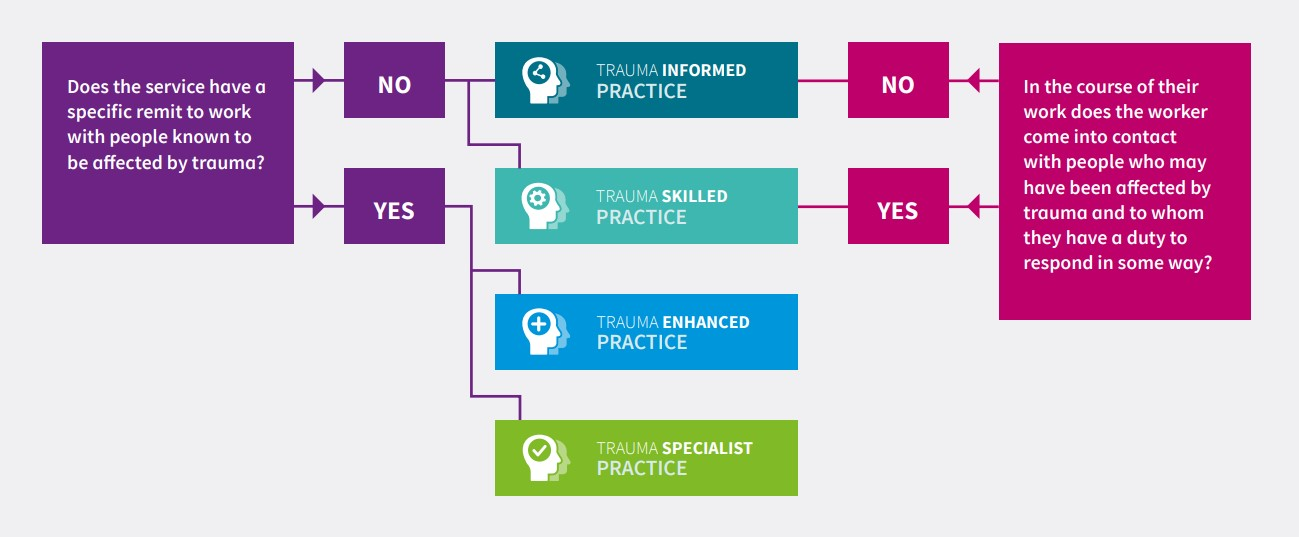 Does the service have a
specific remit to work
with people known to
be affected by trauma?
NO
YES
TRAUMA INFORMED
PRACTICE
TRAUMA SKILLED
PRACTICE
TRAUMA ENHANCED
PRACTICE
TRAUMA SPECIALIST
PRACTICE
NO
YES
In the course of their
work does the worker
come into contact
with people who may
have been affected by
trauma and to whom
they have a duty to
respond in some way?